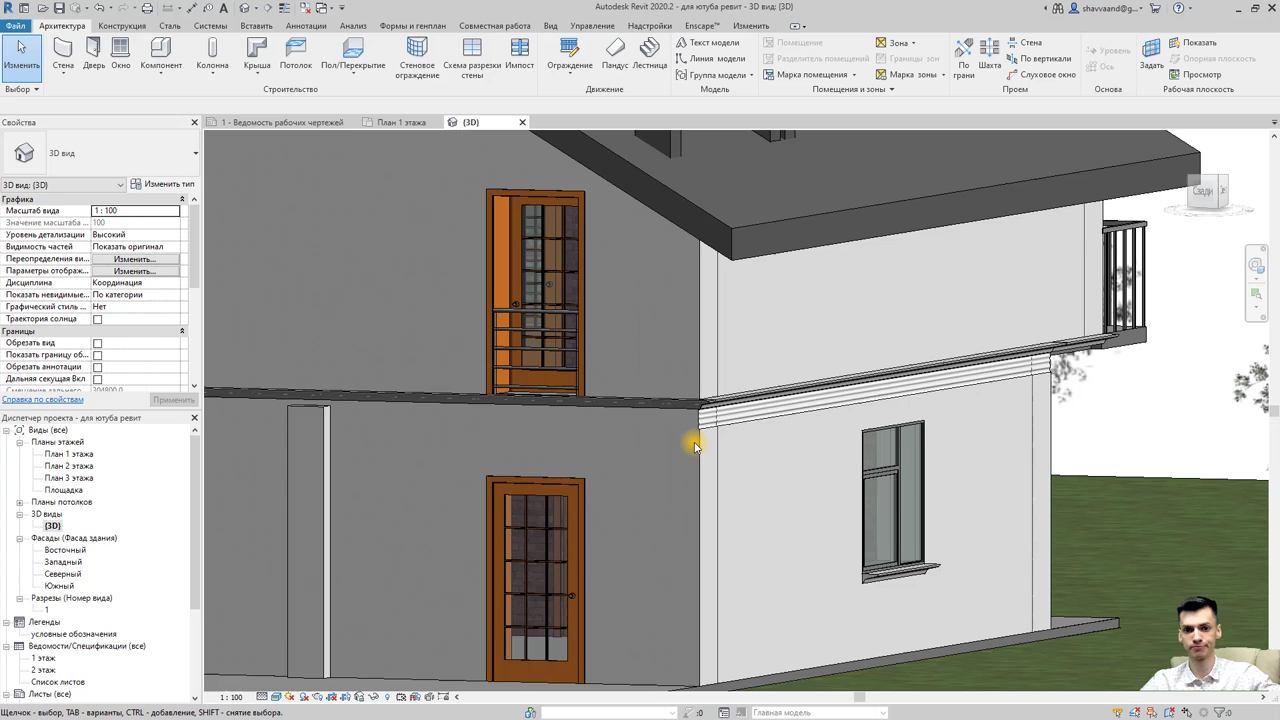 Autodesk Revit 2020.2 - для ютуба ревит - 3D вид: {3D}
shavvaand@g...
Файл
Архитектура
Конструкция
Сталь
Системы
Вставить
Аннотации
Анализ
Формы и генплан
Совместная работа
Вид
Управление
Надстройки
Enscape™
Изменить
Изменить
Стена
Дверь
Окно
Компонент
Колонна
Крыша
Потолок
Пол/Перекрытие
Стеновое ограждение
Схема разрезки стены
Импост
Ограждение
Пандус
Лестница
Текст модели
Линия модели
Группа модели
Помещение
Разделитель помещений
Марка помещения
Зона
Границы зон
Марка зоны
По грани
Шахта
Стена
По вертикали
Слуховое окно
Уровень
Ось
Задать
Показать
Опорная плоскость
Просмотр
Выбор
Строительство
Движение
Модель
Помещения и зоны
Проем
Основа
Рабочая плоскость
Свойства
1 - Ведомость рабочих чертежей
План 1 этажа
{3D}
3D вид
3D вид: {3D}
Изменить тип
Графика
Масштаб вида 1 : 100
Значение масштаба ... 100
Уровень детализации Высокий
Видимость частей Показать оригинал
Переопределения ви... Изменить...
Параметры отображ... Изменить...
Дисциплина Координация
Показать невидимые... По категории
Графический стиль ... Нет
Траектория солнца
Границы
Обрезать вид
Показать границу об...
Обрезать аннотации
Дальняя секущая Вкл
Справка по свойствам
Применить
Диспетчер проекта - для ютуба ревит
Виды (все)
Планы этажей
План 1 этажа
План 2 этажа
План 3 этажа
Площадка
Планы потолков
3D виды
{3D}
Фасады (Фасад здания)
Восточный
Западный
Северный
Южный
Разрезы (Номер вида)
1
Легенды
условные обозначения
Ведомости/Спецификации (все)
1 этаж
2 этаж
Список листов
Листы (все)
Сзади
1 : 100
Щелчок - выбор, TAB - варианты, CTRL - добавление, SHIFT - снятие выбора.
:0
Главная модель
:0